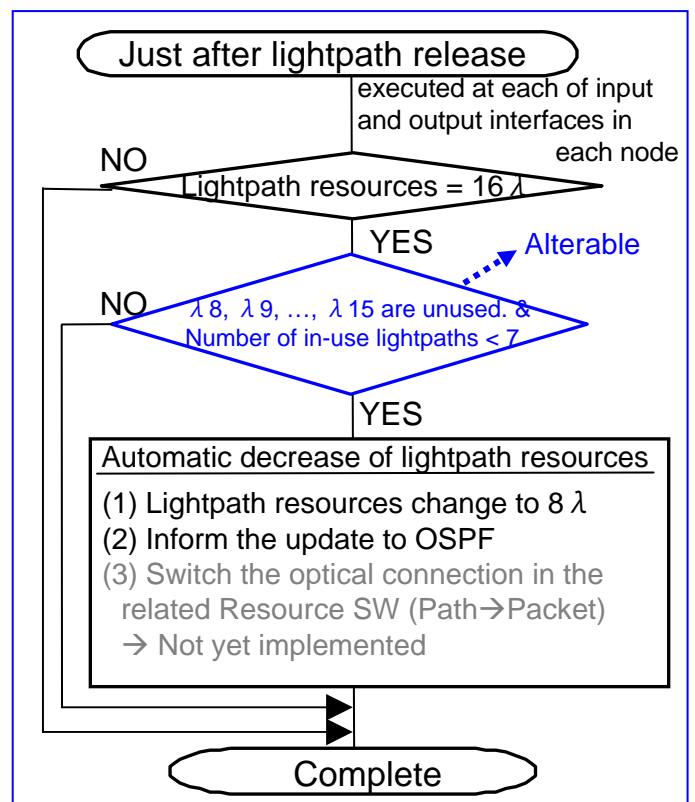 Just after lightpath release
executed at each of input
and output interfaces in
each node
NO
Lightpath resources = 16 λ
YES
Alterable
NO
λ 8, λ 9, …, λ 15 are unused. &
Number of in-use lightpaths < 7
YES
Automatic decrease of lightpath resources
(1) Lightpath resources change to 8 λ
(2) Inform the update to OSPF
(3) Switch the optical connection in the
related Resource SW (Path→Packet)
→ Not yet implemented
Complete